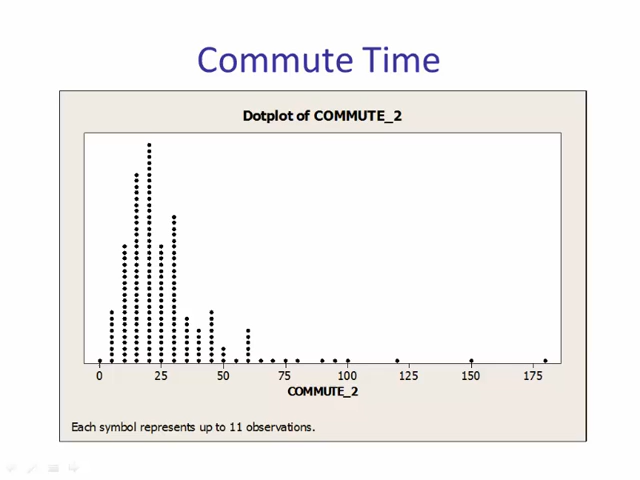 Commute Time
Dotplot of COMMUTE_2
0 25 50 75 100 125 150 175
COMMUTE_2
Each symbol represents up to 11 observations.